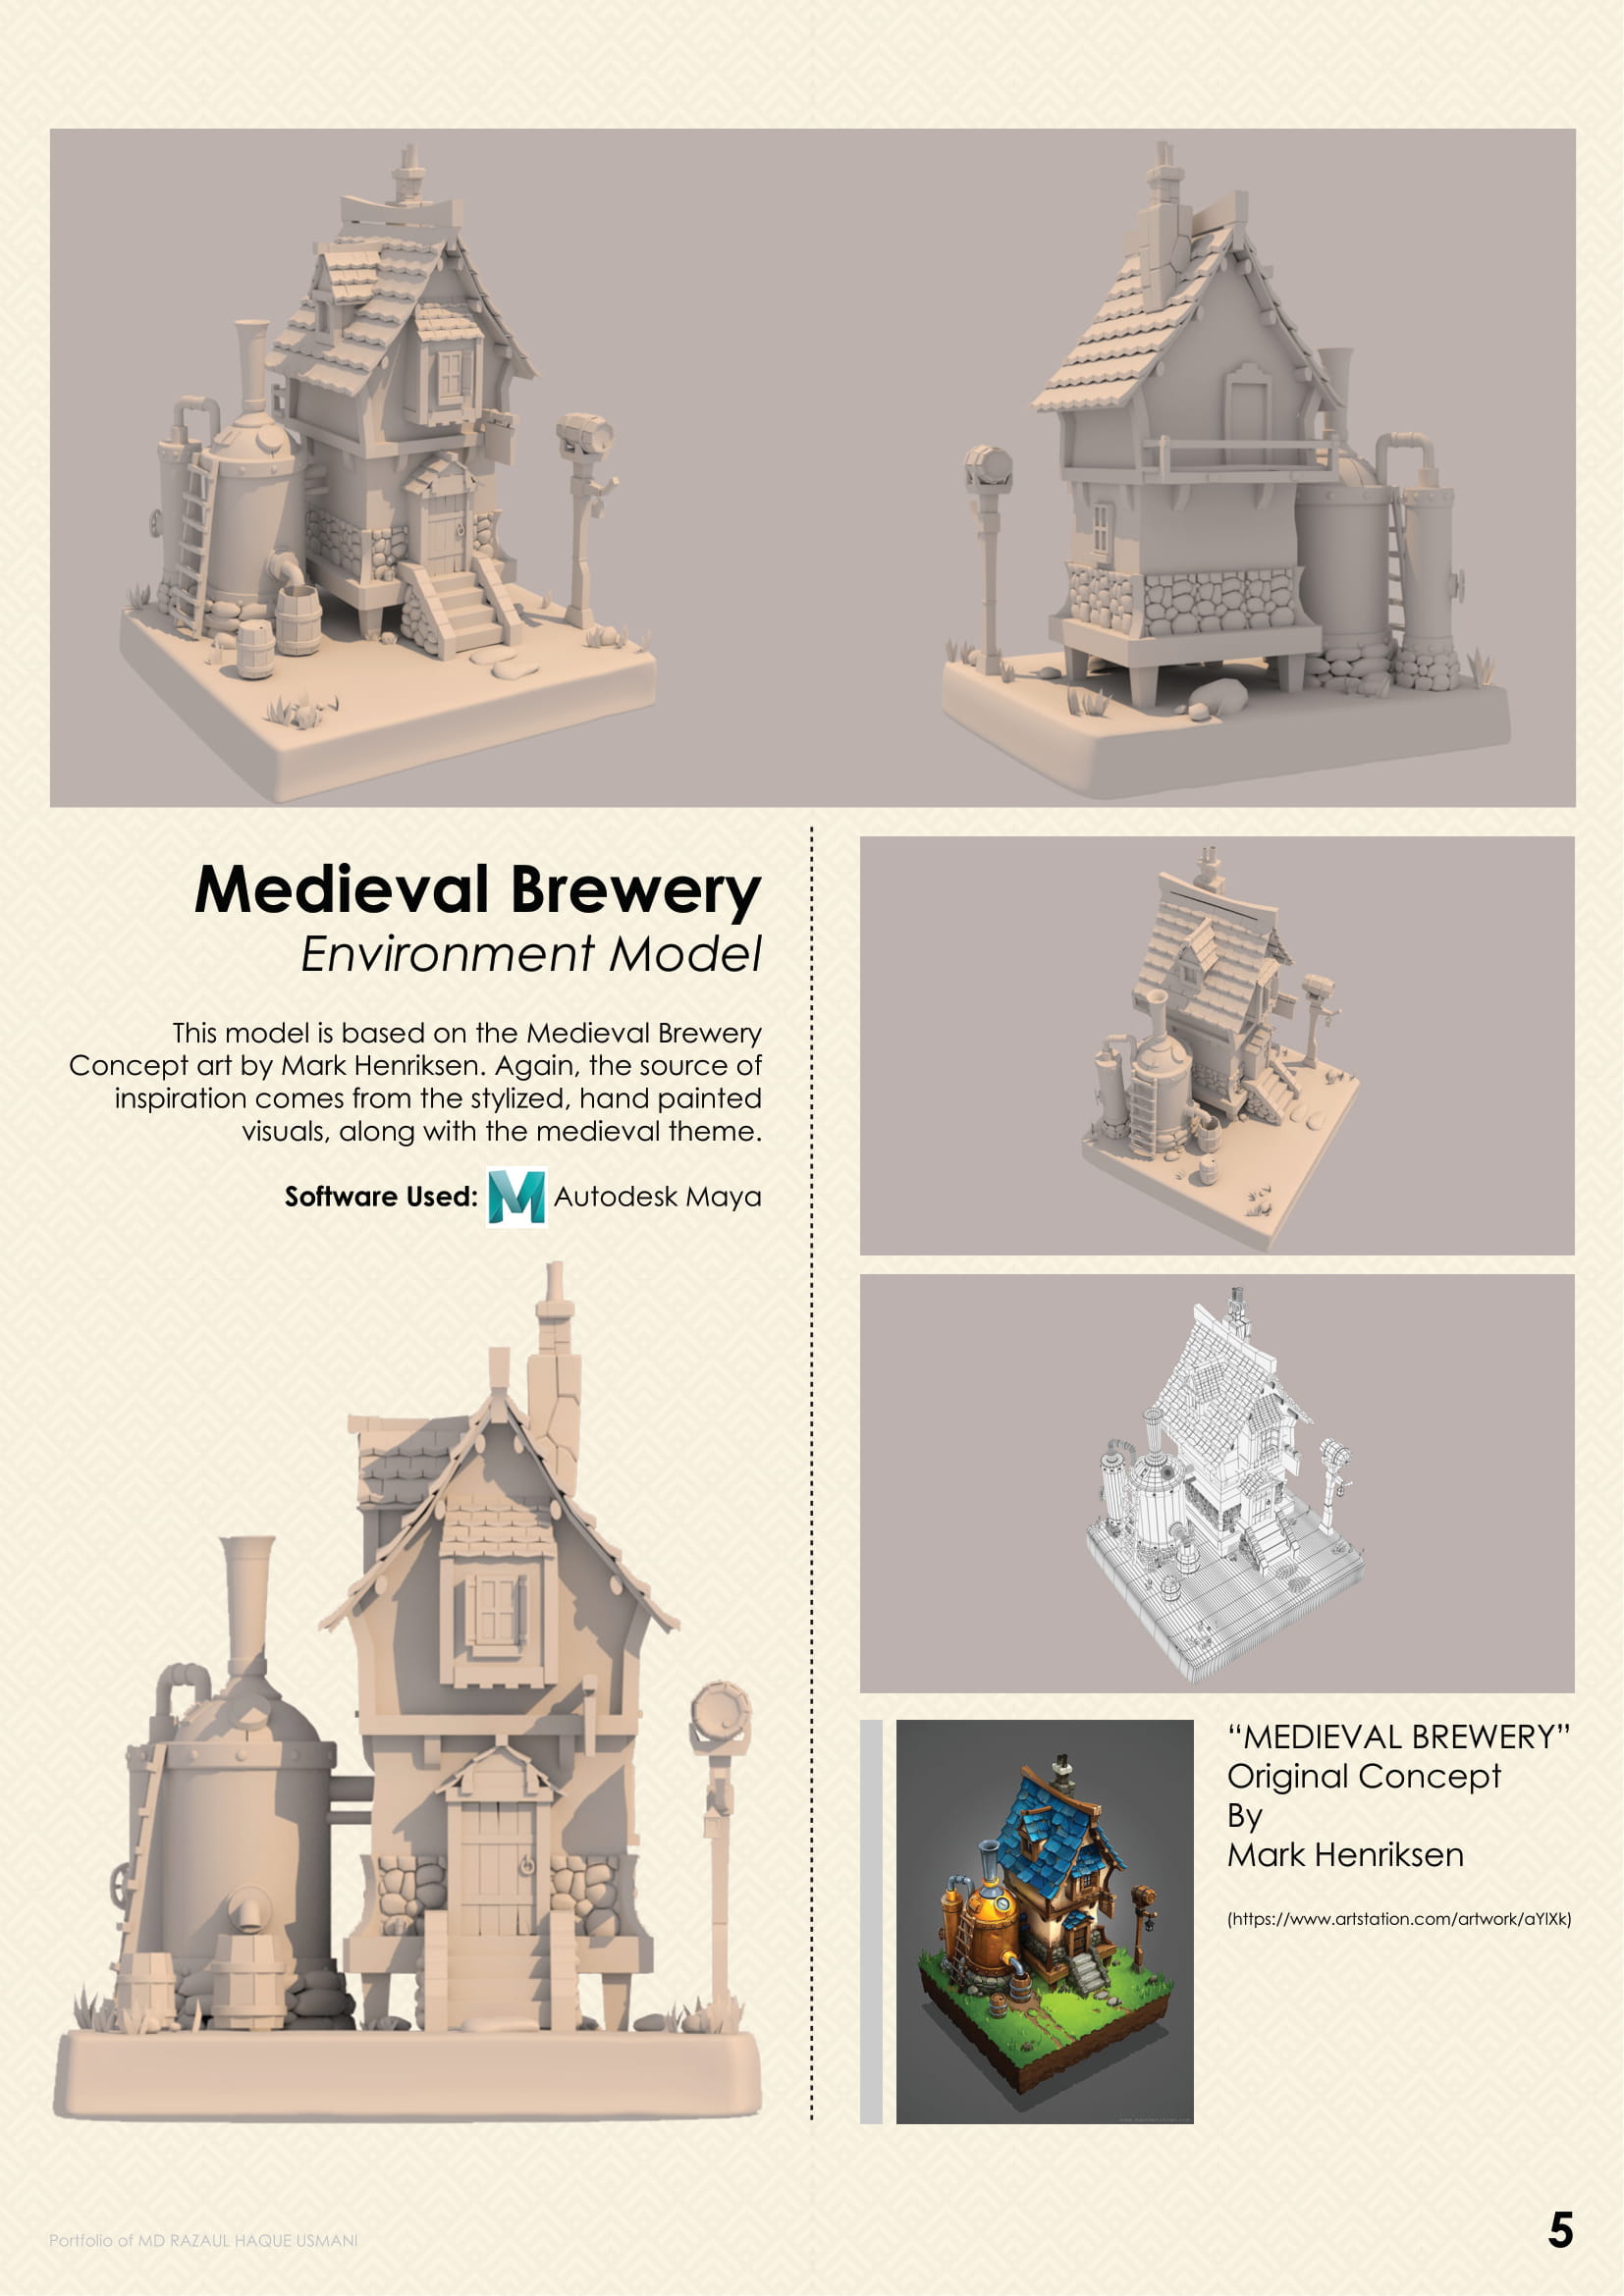 Medieval Brewery
Environment Model
This model is based on the Medieval Brewery
Concept art by Mark Henriksen. Again, the source of
inspiration comes from the stylized, hand painted
visuals, along with the medieval theme.
Software Used: Autodesk Maya
“MEDIEVAL BREWERY”
Original Concept
By
Mark Henriksen
(https://www.artstation.com/artwork/aYlXk)
Portfolio of MD RAZAUL HAQUE USMANI
5